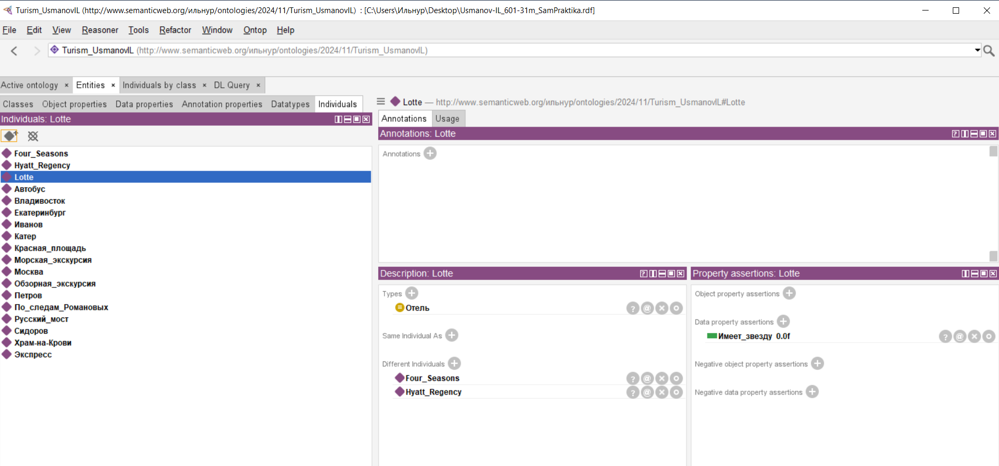 Turism_UsmanovIL (http://www.semanticweb.org/ильнур/ontologies/2024/11/Turism_UsmanovIL) : [C:\Users\Ильнур\Desktop\Usmanov-IL_601-31m_SamPraktika.rdf]
File Edit View Reasoner Tools Refactor Window Ontop Help
Turism_UsmanovIL (http://www.semanticweb.org/ильнур/ontologies/2024/11/Turism_UsmanovIL)
Active ontology × Entities × Individuals by class × DL Query ×
Classes Object properties Data properties Annotation properties Datatypes Individuals
Individuals: Lotte
Four_Seasons
Hyatt_Regency
Lotte
Автобус
Владивосток
Екатеринбург
Иванов
Катер
Красная_площадь
Морская_экскурсия
Москва
Обзорная_экскурсия
Петров
По_следам_Романовых
Русский_мост
Сидоров
Храм-на-Крови
Экспресс
Lotte — http://www.semanticweb.org/ильнур/ontologies/2024/11/Turism_UsmanovIL#Lotte
Annotations Usage
Annotations: Lotte
Annotations
Description: Lotte
Types
Отель
Same Individual As
Different Individuals
Four_Seasons
Hyatt_Regency
Property assertions: Lotte
Object property assertions
Data property assertions
Имеет_звезду 0.0f
Negative object property assertions
Negative data property assertions